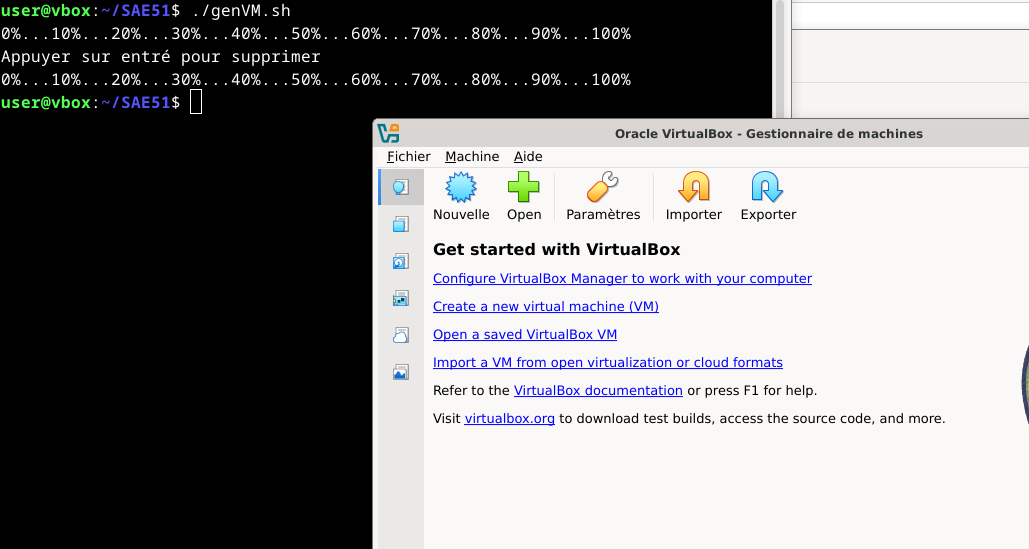 user@vbox:~/SAE51$ ./genVM.sh
0%...10%...20%...30%...40%...50%...60%...70%...80%...90%...100%
Appuyer sur entré pour supprimer
0%...10%...20%...30%...40%...50%...60%...70%...80%...90%...100%
user@vbox:~/SAE51$
Oracle VirtualBox - Gestionnaire de machines
Fichier Machine Aide
Nouvelle Open Paramètres Importer Exporter
Get started with VirtualBox
Configure VirtualBox Manager to work with your computer
Create a new virtual machine (VM)
Open a saved VirtualBox VM
Import a VM from open virtualization or cloud formats
Refer to the VirtualBox documentation or press F1 for help.
Visit virtualbox.org to download test builds, access the source code, and more.